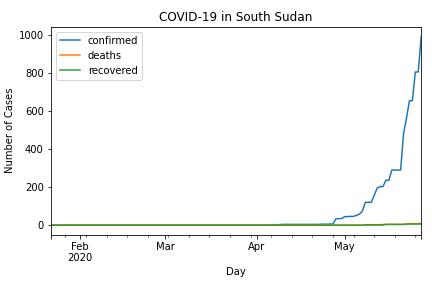 COVID-19 in South Sudan
confirmed
deaths
recovered
Number of Cases
1000
800
600
400
200
0
Feb Mar Apr May
2020
Day